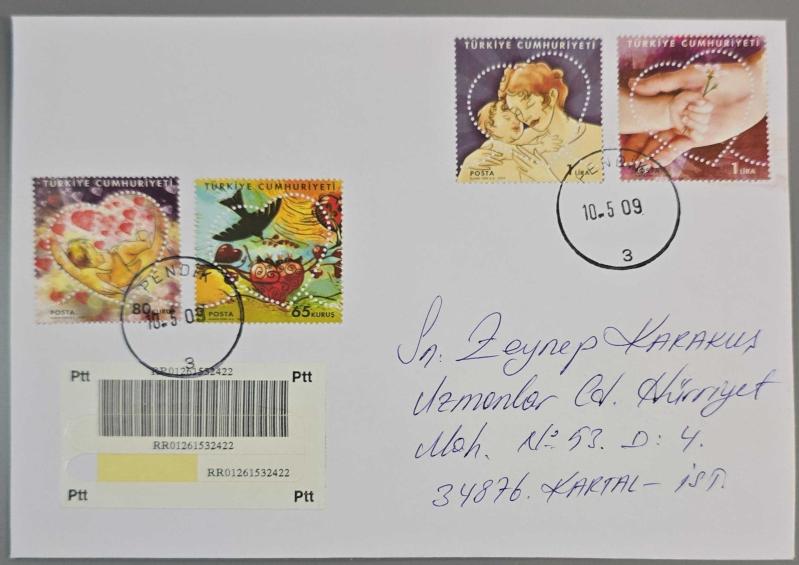 TÜRKİYE CUMHURİYETİ
POSTA
1 LİRA
TÜRKİYE CUMHURİYETİ
1 LİRA
PENDİK
10.5 09
3
TÜRKİYE CUMHURİYETİ
POSTA
80 KURUŞ
TÜRKİYE CUMHURİYETİ
POSTA
65 KURUŞ
PENDİK
10.5 09
3
Ptt Ptt
RR01261532422
RR01261532422
RR01261532422
Ptt Ptt
Sn. Zeynep KARAKUŞ
Uzmanlar Cd. Hürriyet
Mah. No: 53. D: 4.
34876. KARTAL - İST.